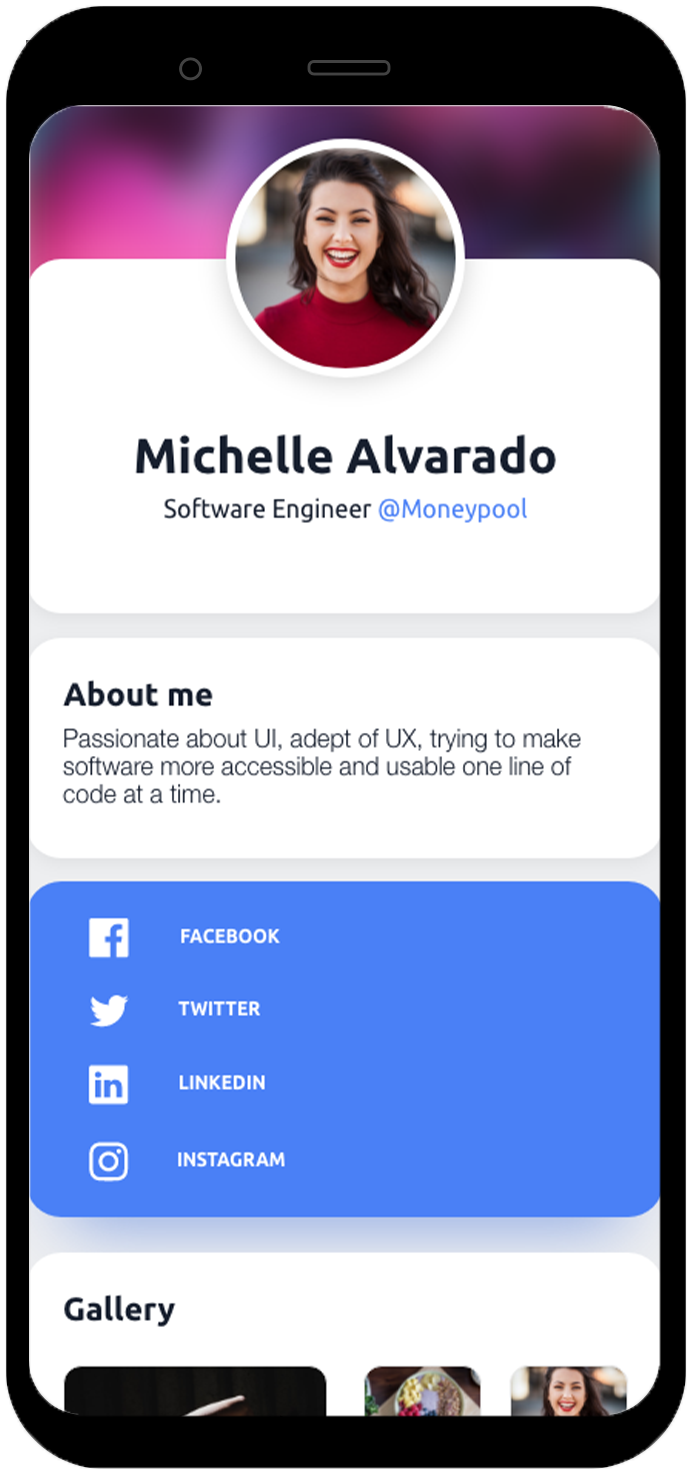 Michelle Alvarado
Software Engineer @Moneypool
About me
Passionate about UI, adept of UX, trying to make
software more accessible and usable one line of
code at a time.
FACEBOOK
TWITTER
LINKEDIN
INSTAGRAM
Gallery